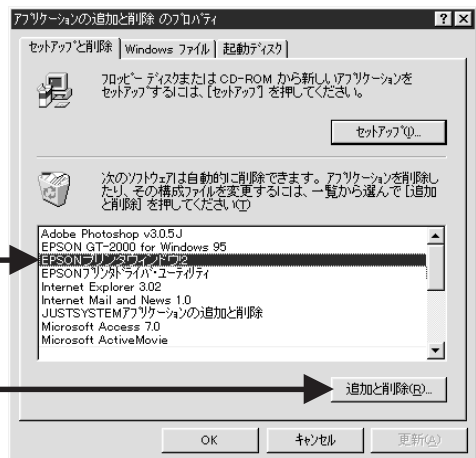 ｱﾌﾟﾘｹｰｼｮﾝの追加と削除 のﾌﾟﾛﾊﾟﾃｨ
ｾｯﾄｱｯﾌﾟと削除 Windows ﾌｧｲﾙ 起動ﾃﾞｨｽｸ
ﾌﾛｯﾋﾟｰ ﾃﾞｨｽｸまたは CD-ROM から新しいｱﾌﾟﾘｹｰｼｮﾝを
ｾｯﾄｱｯﾌﾟするには、[ｾｯﾄｱｯﾌﾟ] を押してください。
ｾｯﾄｱｯﾌﾟ(I)...
次のｿﾌﾄｳｪｱは自動的に削除できます。ｱﾌﾟﾘｹｰｼｮﾝを削除し
たり、その構成ﾌｧｲﾙを変更するには、一覧から選んで [追加
と削除] を押してください(T)
Adobe Photoshop v3.0.5J
EPSON GT-2000 for Windows 95
EPSONプリンタウィンドウ!2
EPSONﾌﾟﾘﾝﾀﾄﾞﾗｲﾊﾞ･ﾕｰﾃｨﾘﾃｨ
Internet Explorer 3.02
Internet Mail and News 1.0
JUSTSYSTEMｱﾌﾟﾘｹｰｼｮﾝの追加と削除
Microsoft Access 7.0
Microsoft ActiveMovie
追加と削除(R)...
OK ｷｬﾝｾﾙ 更新(A)